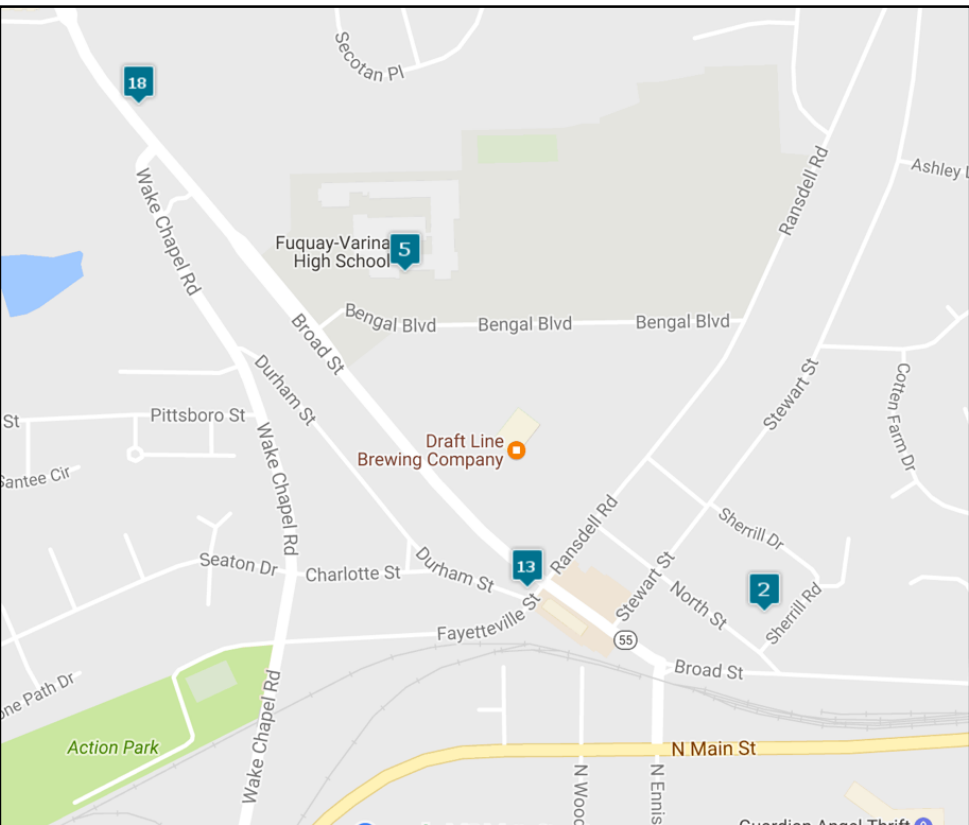 Secotan Pl
18
Ashley L
Ransdell Rd
Wake Chapel Rd
Fuquay-Varina
High School
5
Bengal Blvd
Bengal Blvd
Bengal Blvd
Broad St
Durham St
Stewart St
Cotten Farm Dr
St
Pittsboro St
Draft Line
Brewing Company
Wake Chapel Rd
Santee Cir
Ransdell Rd
Sherrill Dr
Seaton Dr
Charlotte St
Durham St
13
Stewart St
2
North St
Sherrill Rd
Fayetteville St
55
Broad St
one Path Dr
Wake Chapel Rd
Action Park
N Main St
N Wood
N Ennis
Guardian Angel Thrift